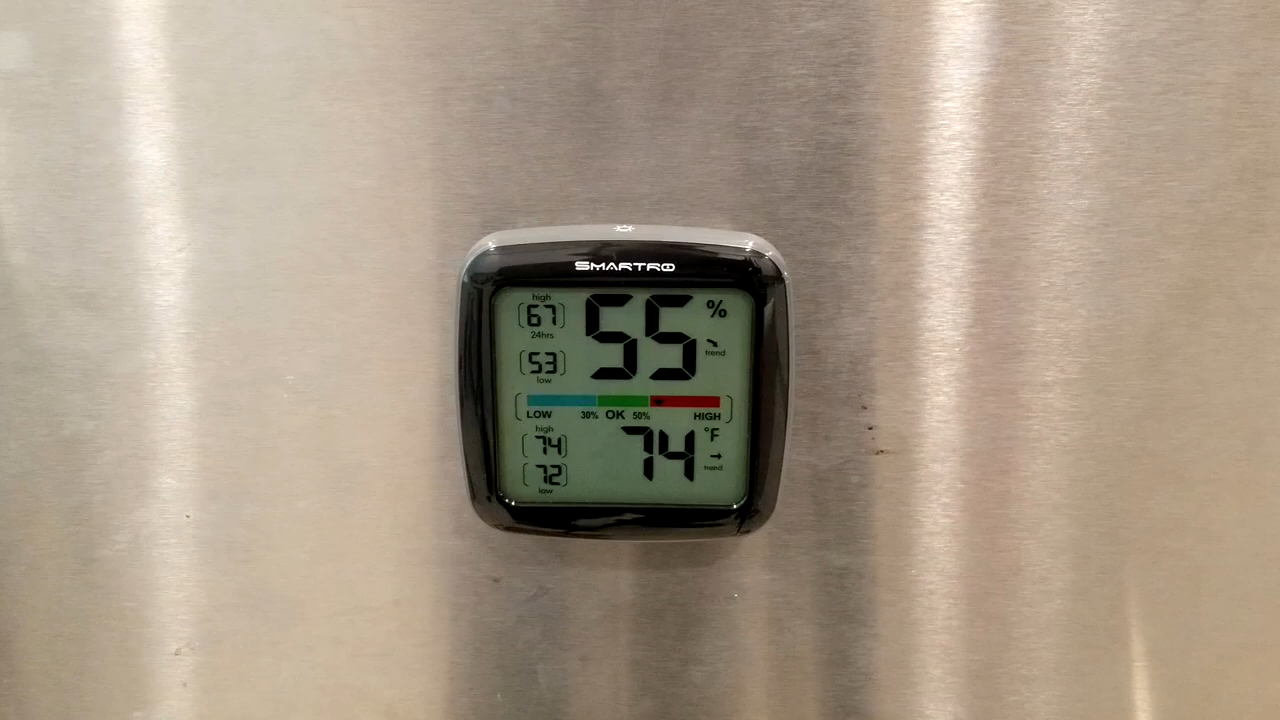 SMARTRO
high
67
24hrs
53
low
55 %
trend
LOW 30% OK 50% HIGH
high
74
72
low
74 °F
trend